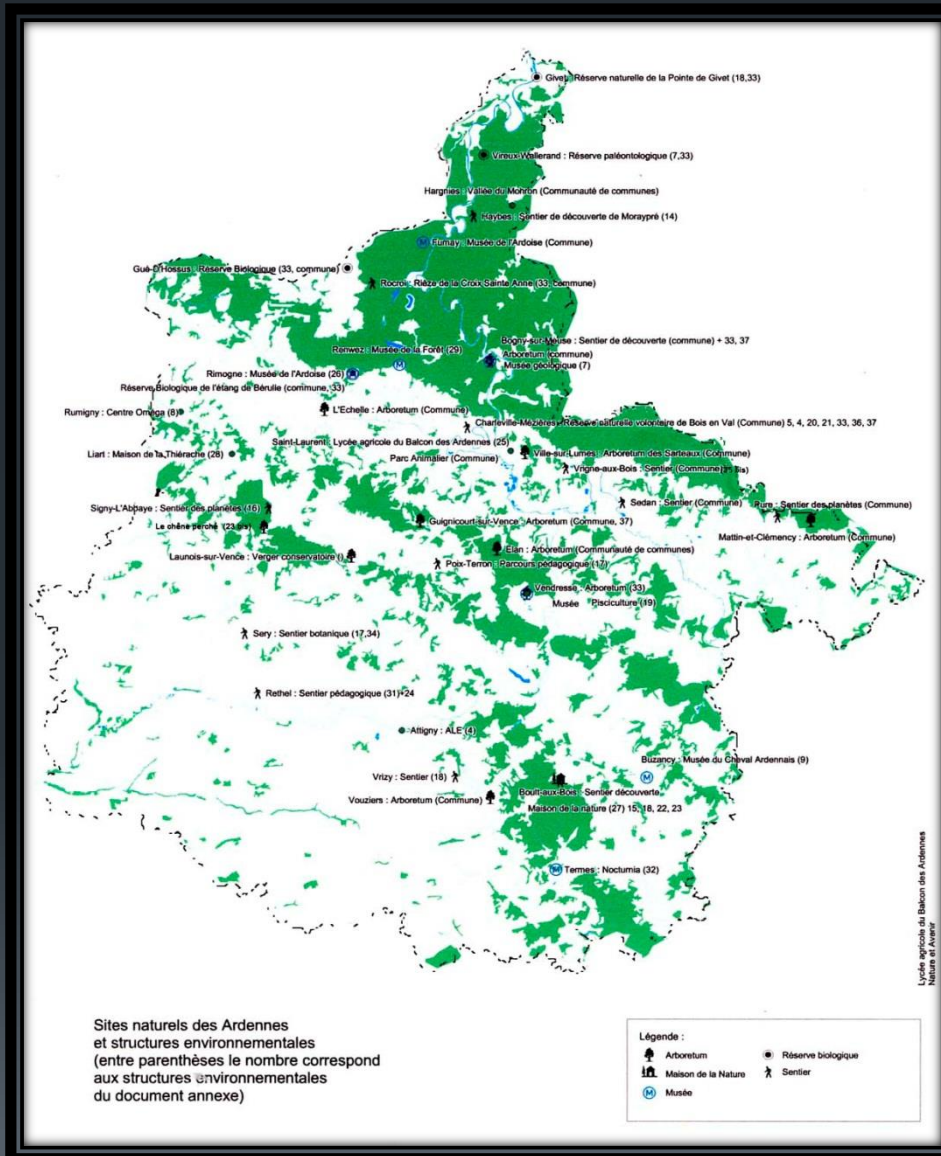 Givet : Réserve naturelle de la Pointe de Givet (18,33)
Vireux-Wallerand : Réserve paléontologique (7,33)
Hargnies : Vallée du Mohron (Communauté de communes)
Haybes : Sentier de découverte de Moraypré (14)
Fumay : Musée de l'Ardoise (Commune)
Gué-D'Hossus : Réserve Biologique (33, commune)
Rocroi : Rièze de la Croix Sainte Anne (33, commune)
Bogny-sur-Meuse : Sentier de découverte (commune) + 33, 37
Arboretum (commune)
Musée géologique (7)
Renwez : Musée de la Forêt (29)
Rimogne : Musée de l'Ardoise (26)
Réserve Biologique de l'étang de Bérulle (commune, 33)
L'Echelle : Arboretum (Commune)
Rumigny : Centre Oméga (8)
Charleville-Mézières : Réserve naturelle volontaire de Bois en Val (Commune) 5, 4, 20, 21, 33, 36, 37
Saint-Laurent : Lycée agricole du Balcon des Ardennes (25)
Parc Animalier (Commune)
Ville-sur-Lumes : Arboretum des Sarteaux (Commune)
Liart : Maison de la Thiérache (28)
Vrigne-aux-Bois : Sentier (Commune)
Sedan : Sentier (Commune)
Pure : Sentier des planètes (Commune)
Signy-L'Abbaye : Sentier des planètes (16)
Le chêne perché (23 bis)
Guignicourt-sur-Vence : Arboretum (Commune, 37)
Mattin-et-Clémency : Arboretum (Commune)
Launois-sur-Vence : Verger conservatoire ()
Elan : Arboretum (Communauté de communes)
Poix-Terron : Parcours pédagogique (17)
Vendresse : Arboretum (33)
Musée Pisciculture (19)
Sery : Sentier botanique (17,34)
Rethel : Sentier pédagogique (31)+24
Attigny : ALE (4)
Buzancy : Musée du Cheval Ardennais (9)
Vrizy : Sentier (18)
Boult-aux-Bois : Sentier découverte
Maison de la nature (27) 15, 18, 22, 23
Vouziers : Arboretum (Commune)
M Termes : Nocturnia (32)
Lycée agricole du Balcon des Ardennes
Nature et Avenir
Sites naturels des Ardennes
et structures environnementales
(entre parenthèses le nombre correspond
aux structures environnementales
du document annexe)
Légende :
Arboretum
Réserve biologique
Maison de la Nature
Sentier
M Musée